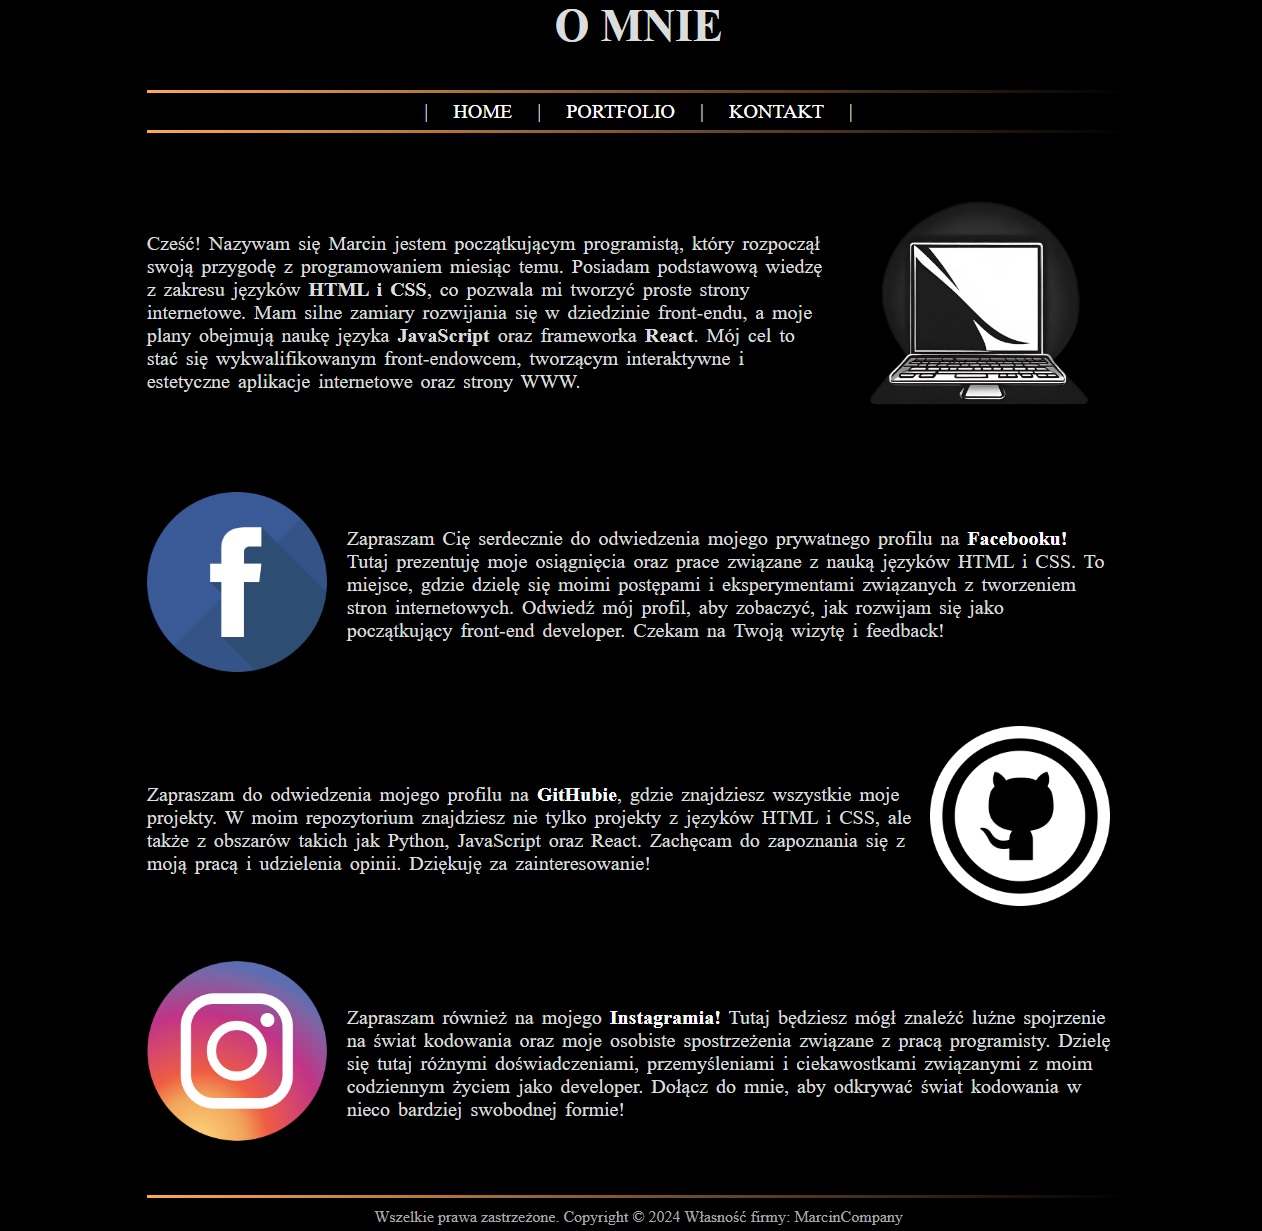 O MNIE
| HOME | PORTFOLIO | KONTAKT |
Cześć! Nazywam się Marcin jestem początkującym programistą, który rozpoczął
swoją przygodę z programowaniem miesiąc temu. Posiadam podstawową wiedzę
z zakresu języków HTML i CSS, co pozwala mi tworzyć proste strony
internetowe. Mam silne zamiary rozwijania się w dziedzinie front-endu, a moje
plany obejmują naukę języka JavaScript oraz frameworka React. Mój cel to
stać się wykwalifikowanym front-endowcem, tworzącym interaktywne i
estetyczne aplikacje internetowe oraz strony WWW.
Zapraszam Cię serdecznie do odwiedzenia mojego prywatnego profilu na Facebooku!
Tutaj prezentuję moje osiągnięcia oraz prace związane z nauką języków HTML i CSS. To
miejsce, gdzie dzielę się moimi postępami i eksperymentami związanych z tworzeniem
stron internetowych. Odwiedź mój profil, aby zobaczyć, jak rozwijam się jako
początkujący front-end developer. Czekam na Twoją wizytę i feedback!
Zapraszam do odwiedzenia mojego profilu na GitHubie, gdzie znajdziesz wszystkie moje
projekty. W moim repozytorium znajdziesz nie tylko projekty z języków HTML i CSS, ale
także z obszarów takich jak Python, JavaScript oraz React. Zachęcam do zapoznania się z
moją pracą i udzielenia opinii. Dziękuję za zainteresowanie!
Zapraszam również na mojego Instagramia! Tutaj będziesz mógł znaleźć luźne spojrzenie
na świat kodowania oraz moje osobiste spostrzeżenia związane z pracą programisty. Dzielę
się tutaj różnymi doświadczeniami, przemyśleniami i ciekawostkami związanymi z moim
codziennym życiem jako developer. Dołącz do mnie, aby odkrywać świat kodowania w
nieco bardziej swobodnej formie!
Wszelkie prawa zastrzeżone. Copyright © 2024 Własność firmy: MarcinCompany